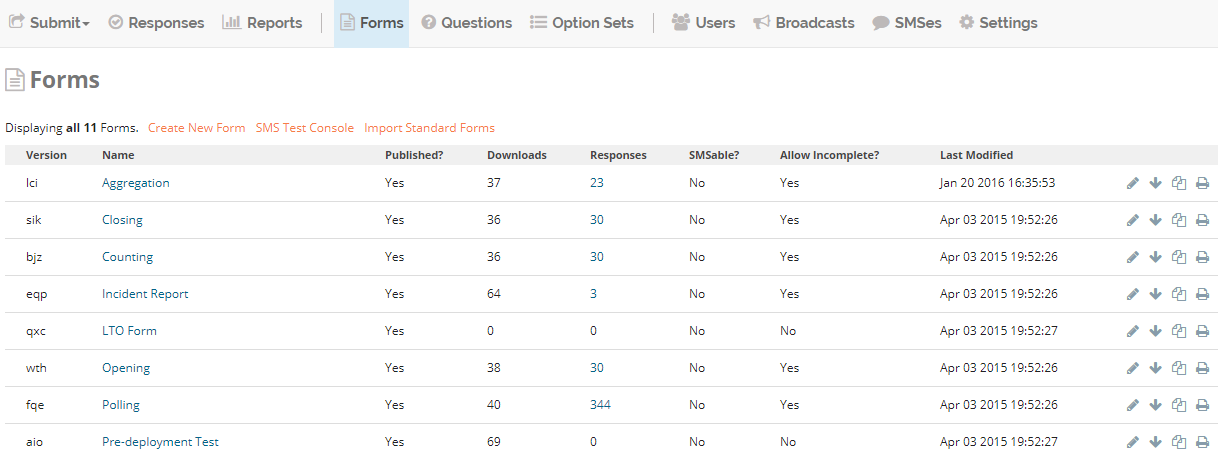 Submit Responses Reports Forms Questions Option Sets Users Broadcasts SMSes Settings
Forms
Displaying all 11 Forms. Create New Form SMS Test Console Import Standard Forms
Version Name Published? Downloads Responses SMSable? Allow Incomplete? Last Modified
lci Aggregation Yes 37 23 No Yes Jan 20 2016 16:35:53
sik Closing Yes 36 30 No Yes Apr 03 2015 19:52:26
bjz Counting Yes 36 30 No Yes Apr 03 2015 19:52:26
eqp Incident Report Yes 64 3 No Yes Apr 03 2015 19:52:26
qxc LTO Form Yes 0 0 No No Apr 03 2015 19:52:27
wth Opening Yes 38 30 No Yes Apr 03 2015 19:52:26
fqe Polling Yes 40 344 No Yes Apr 03 2015 19:52:26
aio Pre-deployment Test Yes 69 0 No No Apr 03 2015 19:52:27